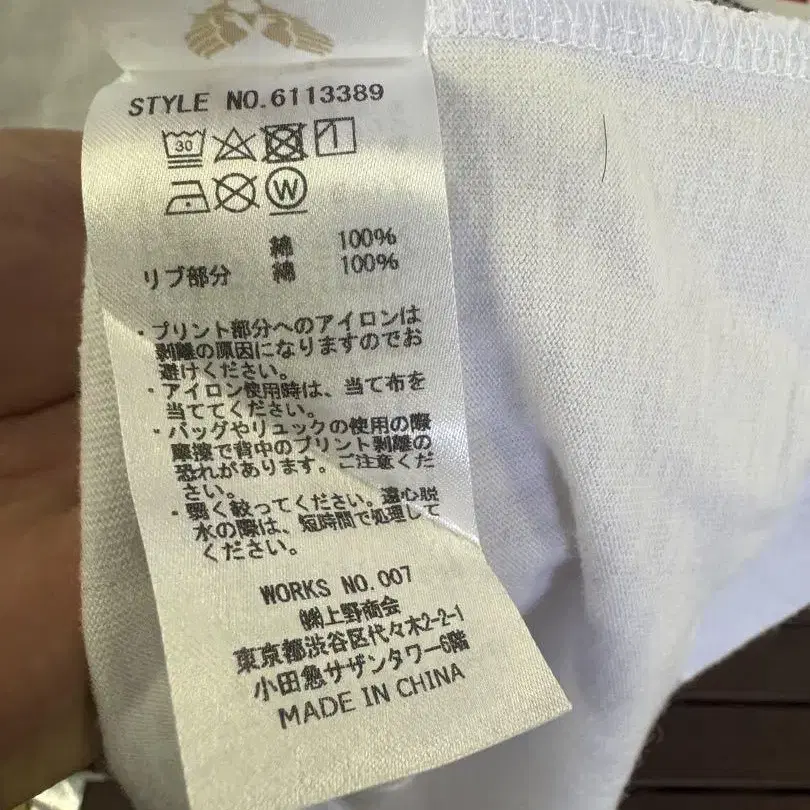 STYLE NO.6113389
30
W
綿 100%
リブ部分 綿 100%
・プリント部分へのアイロンは
剥離の原因になりますのでお
避けください。
・アイロン使用時は、当て布を
当ててください。
・バッグやリュックの使用の際
摩擦で背中のプリント剥離の
恐れがあります。ご注意くだ
さい。
・弱く絞ってください。遠心脱
水の際は、短時間で処理して
ください。
WORKS NO.007
㈱上野商会
東京都渋谷区代々木2-2-1
小田急サザンタワー6階
MADE IN CHINA